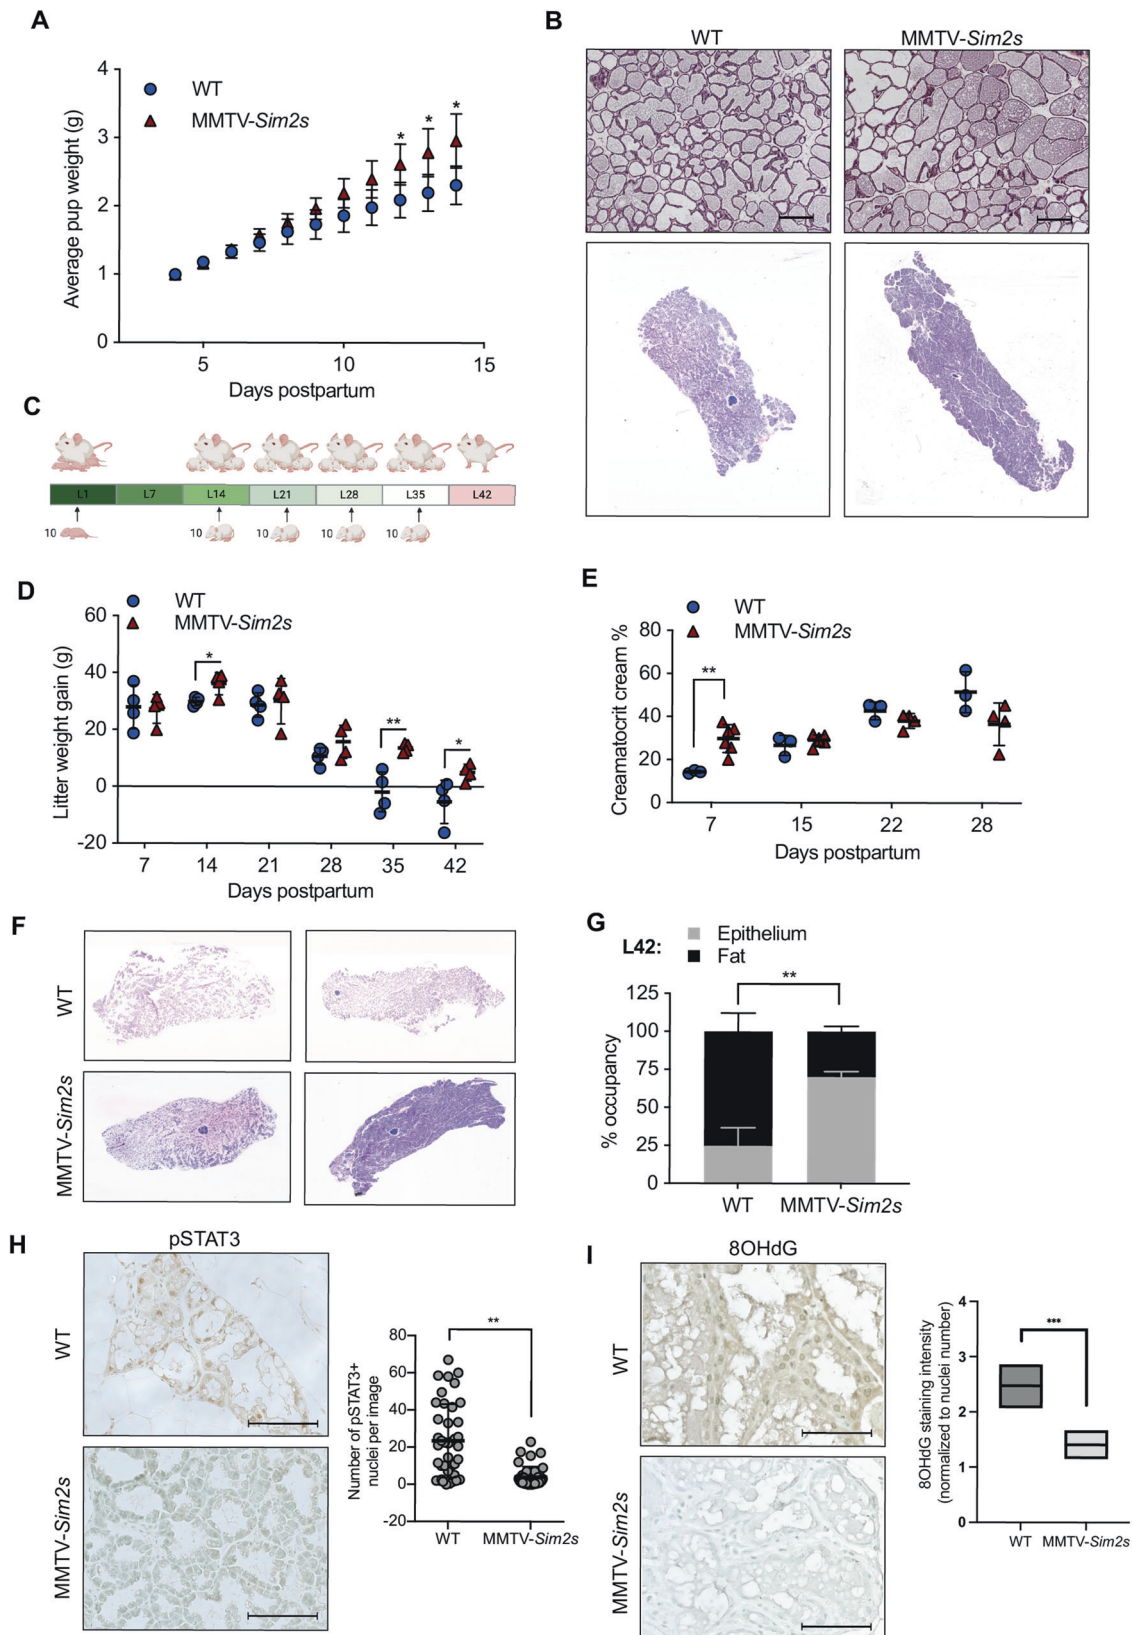 A
Average pup weight (g)
4
3
2
1
0
WT
MMTV-Sim2s
* * *
5 10 15
Days postpartum
B
WT MMTV-Sim2s
C
L1 L7 L14 L21 L28 L35 L42
10 10 10 10 10
D
WT
MMTV-Sim2s
Litter weight gain (g)
60
40
20
0
-20
* ** *
7 14 21 28 35 42
Days postpartum
E
WT
MMTV-Sim2s
Creamatocrit cream %
80
60
40
20
0
**
7 15 22 28
Days postpartum
F
WT
MMTV-Sim2s
G
L42:
Epithelium
Fat
% occupancy
125
100
75
50
25
0
**
WT MMTV-Sim2s
H
pSTAT3
WT
MMTV-Sim2s
Number of pSTAT3+
nuclei per image
80
60
40
20
0
-20
**
WT MMTV-Sim2s
I
8OHdG
WT
MMTV-Sim2s
8OHdG staining intensity
(normalized to nuclei number)
4
3
2
1
0
***
WT MMTV-Sim2s